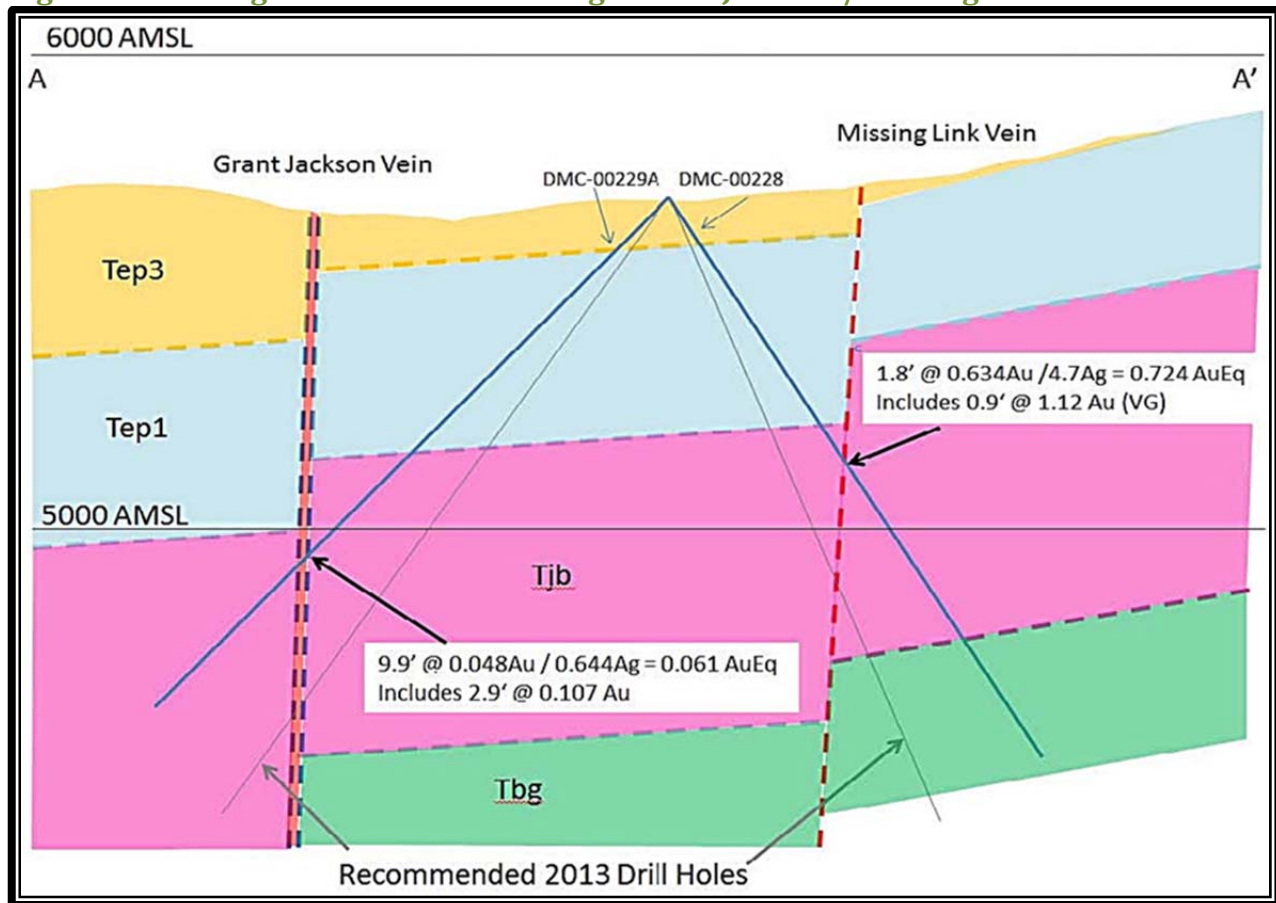 6000 AMSL
A A'
Missing Link Vein
Grant Jackson Vein
DMC-00229A DMC-00228
Tep3
1.8' @ 0.634Au /4.7Ag = 0.724 AuEq
Includes 0.9' @ 1.12 Au (VG)
Tep1
5000 AMSL
Tjb
9.9' @ 0.048Au / 0.644Ag = 0.061 AuEq
Includes 2.9' @ 0.107 Au
Tbg
Recommended 2013 Drill Holes